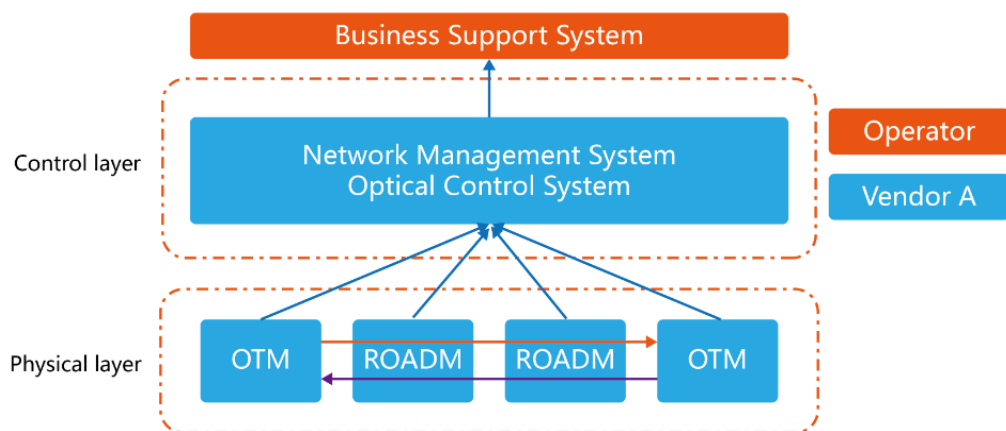 Business Support System
Control layer
Network Management System
Optical Control System
Operator
Vendor A
Physical layer
OTM
ROADM
ROADM
OTM